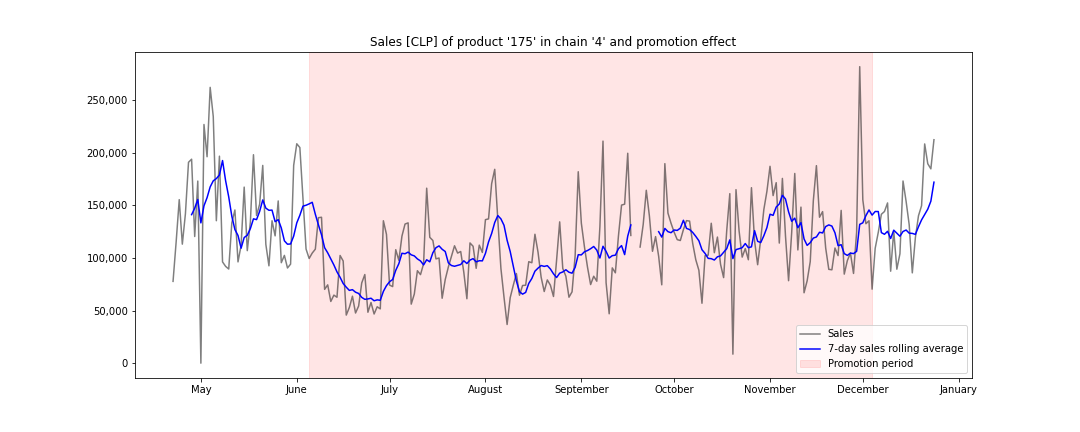 Sales [CLP] of product '175' in chain '4' and promotion effect
250,000
200,000
150,000
100,000
50,000
0
May June July August September October November December January
Sales
7-day sales rolling average
Promotion period